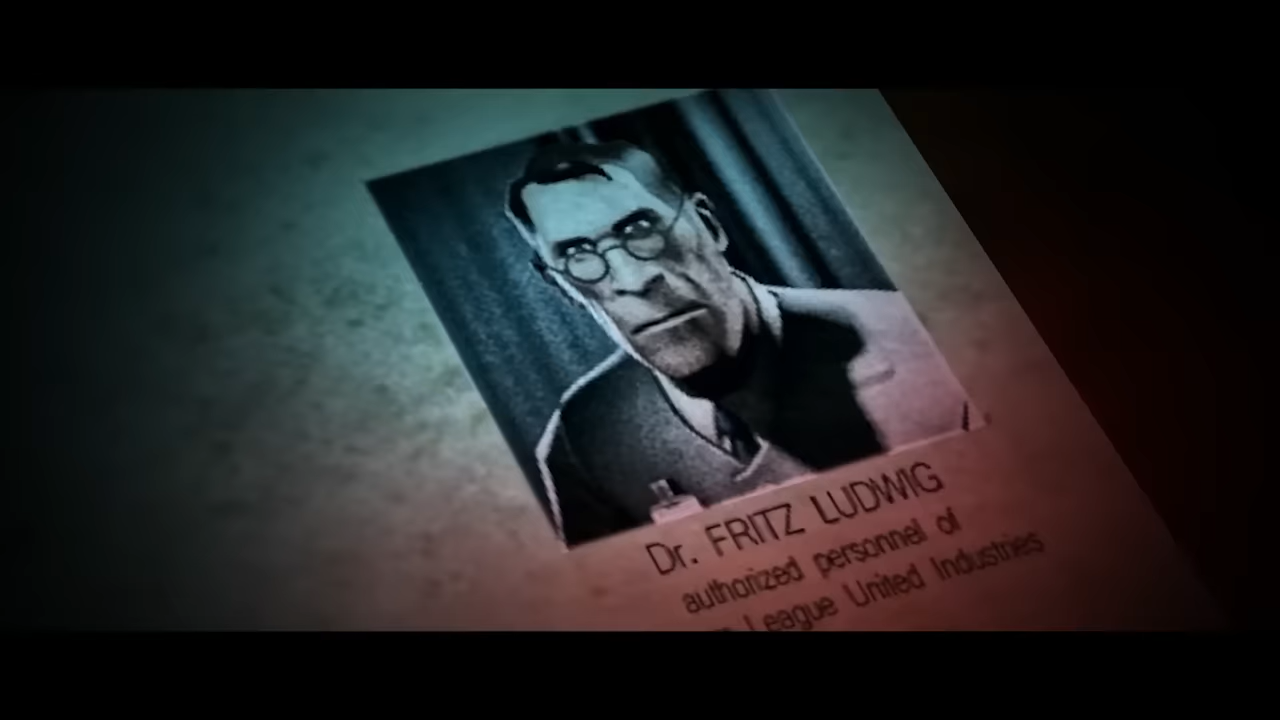 Dr. FRITZ LUDWIG
authorized personnel of
League United Industries